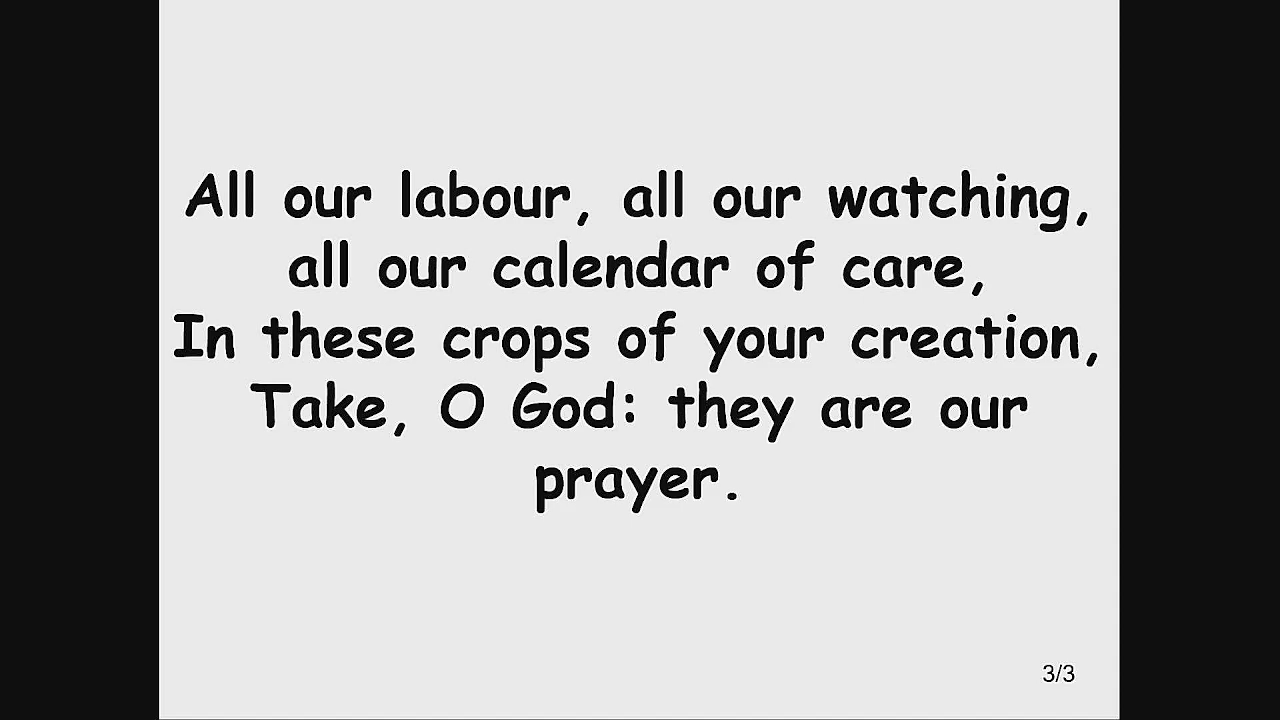 All our labour, all our watching,
all our calendar of care,
In these crops of your creation,
Take, O God: they are our
prayer.
3/3